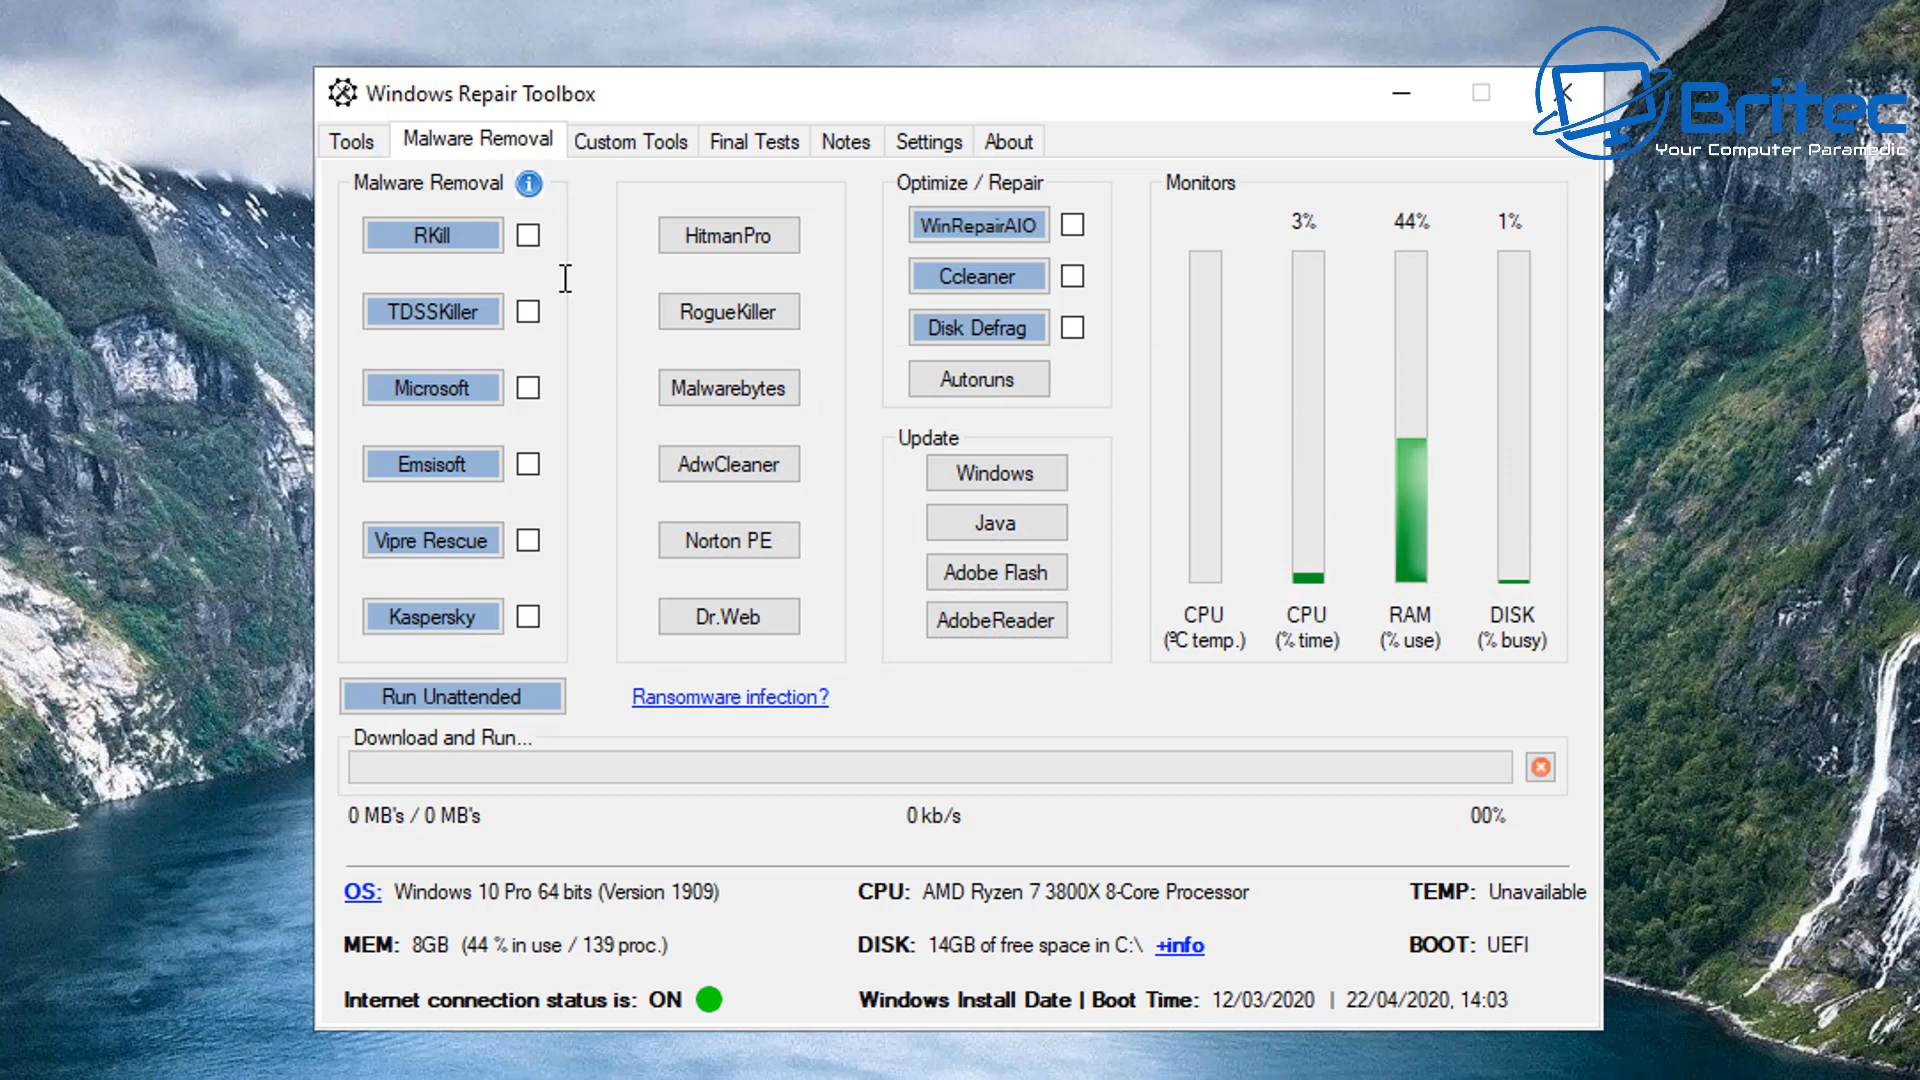 Windows Repair Toolbox
Britec
Your Computer Paramedic
Tools
Malware Removal
Custom Tools
Final Tests
Notes
Settings
About
Malware Removal
RKill
TDSSKiller
Microsoft
Emsisoft
Vipre Rescue
Kaspersky
Run Unattended
HitmanPro
RogueKiller
Malwarebytes
AdwCleaner
Norton PE
Dr.Web
Ransomware infection?
Optimize / Repair
WinRepairAIO
Ccleaner
Disk Defrag
Autoruns
Update
Windows
Java
Adobe Flash
AdobeReader
Monitors
3%
44%
1%
CPU
(ºC temp.)
CPU
(% time)
RAM
(% use)
DISK
(% busy)
Download and Run...
0 MB's / 0 MB's
0 kb/s
00%
OS: Windows 10 Pro 64 bits (Version 1909)
CPU: AMD Ryzen 7 3800X 8-Core Processor
TEMP: Unavailable
MEM: 8GB (44 % in use / 139 proc.)
DISK: 14GB of free space in C:\ +info
BOOT: UEFI
Internet connection status is: ON
Windows Install Date | Boot Time: 12/03/2020 | 22/04/2020, 14:03